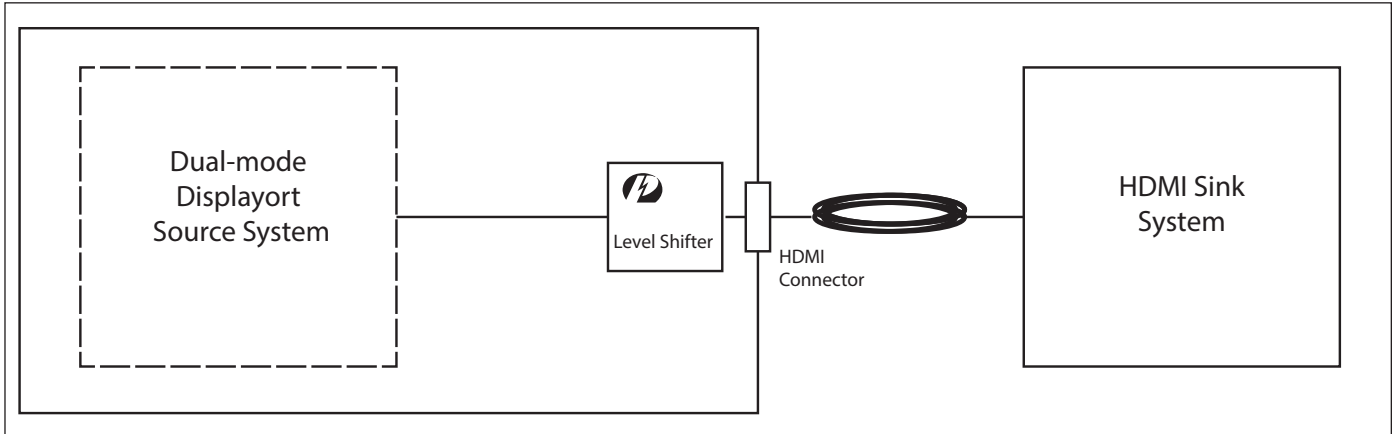 Dual-mode
Displayort
Source System
Level Shifter
HDMI
Connector
HDMI Sink
System